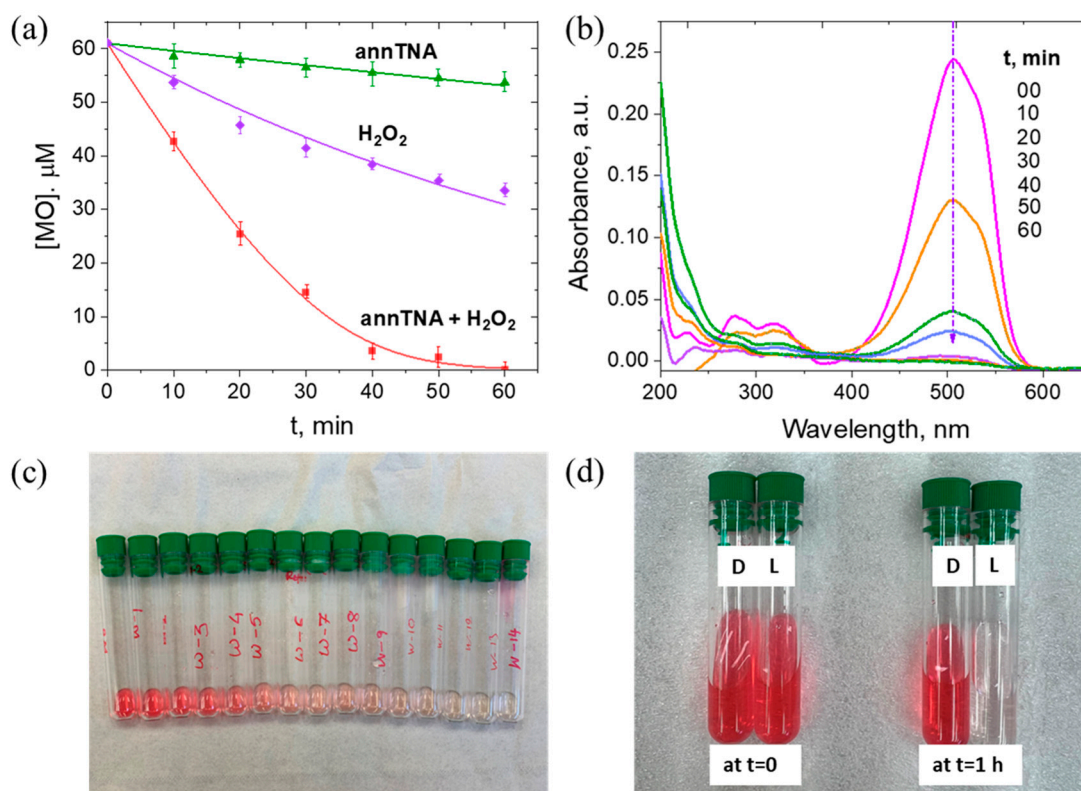 (a)
60
50
40
30
20
10
0
[MO]. μM
annTNA
H₂O₂
annTNA + H₂O₂
0 10 20 30 40 50 60
t, min
(b)
0.25
0.20
0.15
0.10
0.05
0.00
Absorbance, a.u.
t, min
00
10
20
30
40
50
60
200 300 400 500 600
Wavelength, nm
(c)
W-1
W-3
W-4
W-5
W-6
W-7
W-8
W-9
W-10
W-13
W-14
(d)
D L
D L
at t=0
at t=1 h